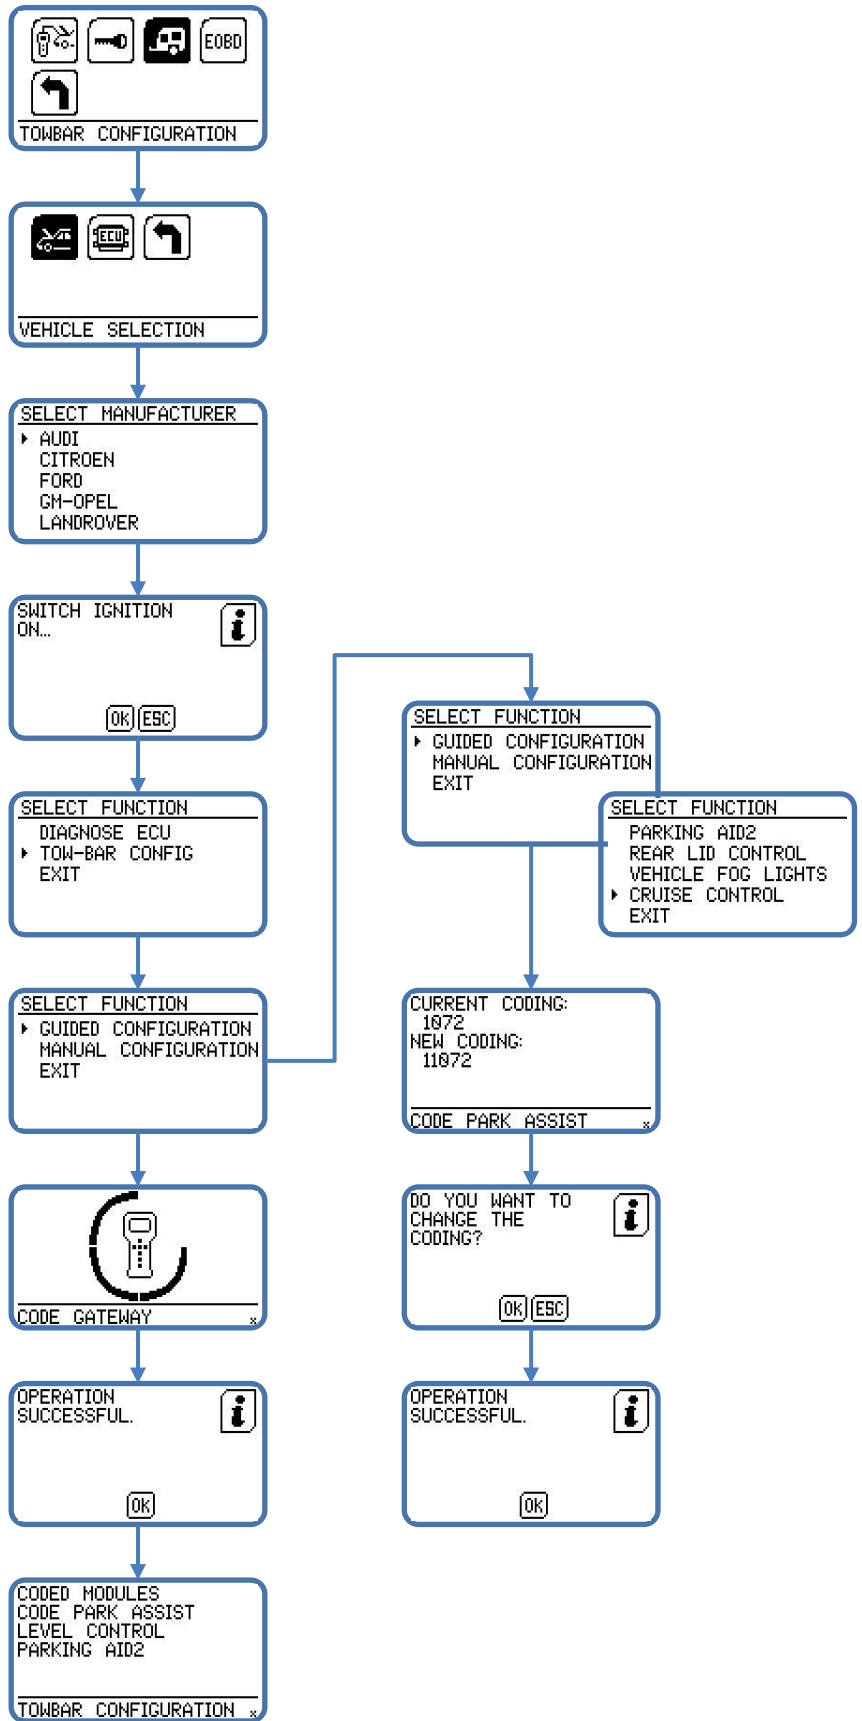 EOBD
TOWBAR CONFIGURATION
ECU
VEHICLE SELECTION
SELECT MANUFACTURER
AUDI
CITROEN
FORD
GM-OPEL
LANDROVER
SWITCH IGNITION
ON...
i
OK ESC
SELECT FUNCTION
DIAGNOSE ECU
TOW-BAR CONFIG
EXIT
SELECT FUNCTION
GUIDED CONFIGURATION
MANUAL CONFIGURATION
EXIT
CODE GATEWAY x
OPERATION
SUCCESSFUL.
i
OK
CODED MODULES
CODE PARK ASSIST
LEVEL CONTROL
PARKING AID2
TOWBAR CONFIGURATION x
SELECT FUNCTION
GUIDED CONFIGURATION
MANUAL CONFIGURATION
EXIT
SELECT FUNCTION
PARKING AID2
REAR LID CONTROL
VEHICLE FOG LIGHTS
CRUISE CONTROL
EXIT
CURRENT CODING:
1072
NEW CODING:
11072
CODE PARK ASSIST x
DO YOU WANT TO
CHANGE THE
CODING?
i
OK ESC
OPERATION
SUCCESSFUL.
i
OK